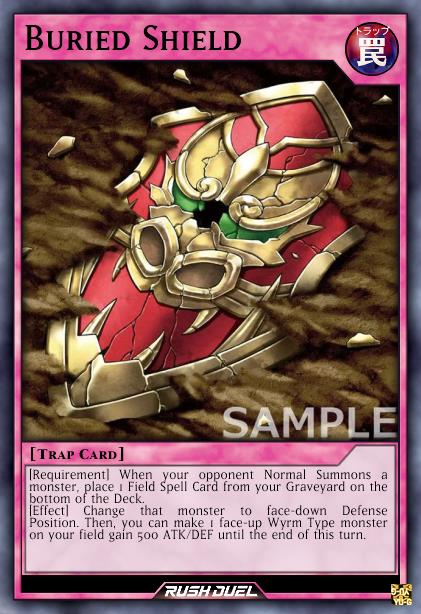 Buried Shield
トラップ
罠
SAMPLE
[Trap Card]
[Requirement] When your opponent Normal Summons a
monster, place 1 Field Spell Card from your Graveyard on the
bottom of the Deck.
[Effect] Change that monster to face-down Defense
Position. Then, you can make 1 face-up Wyrm Type monster
on your field gain 500 ATK/DEF until the end of this turn.
RUSH DUEL